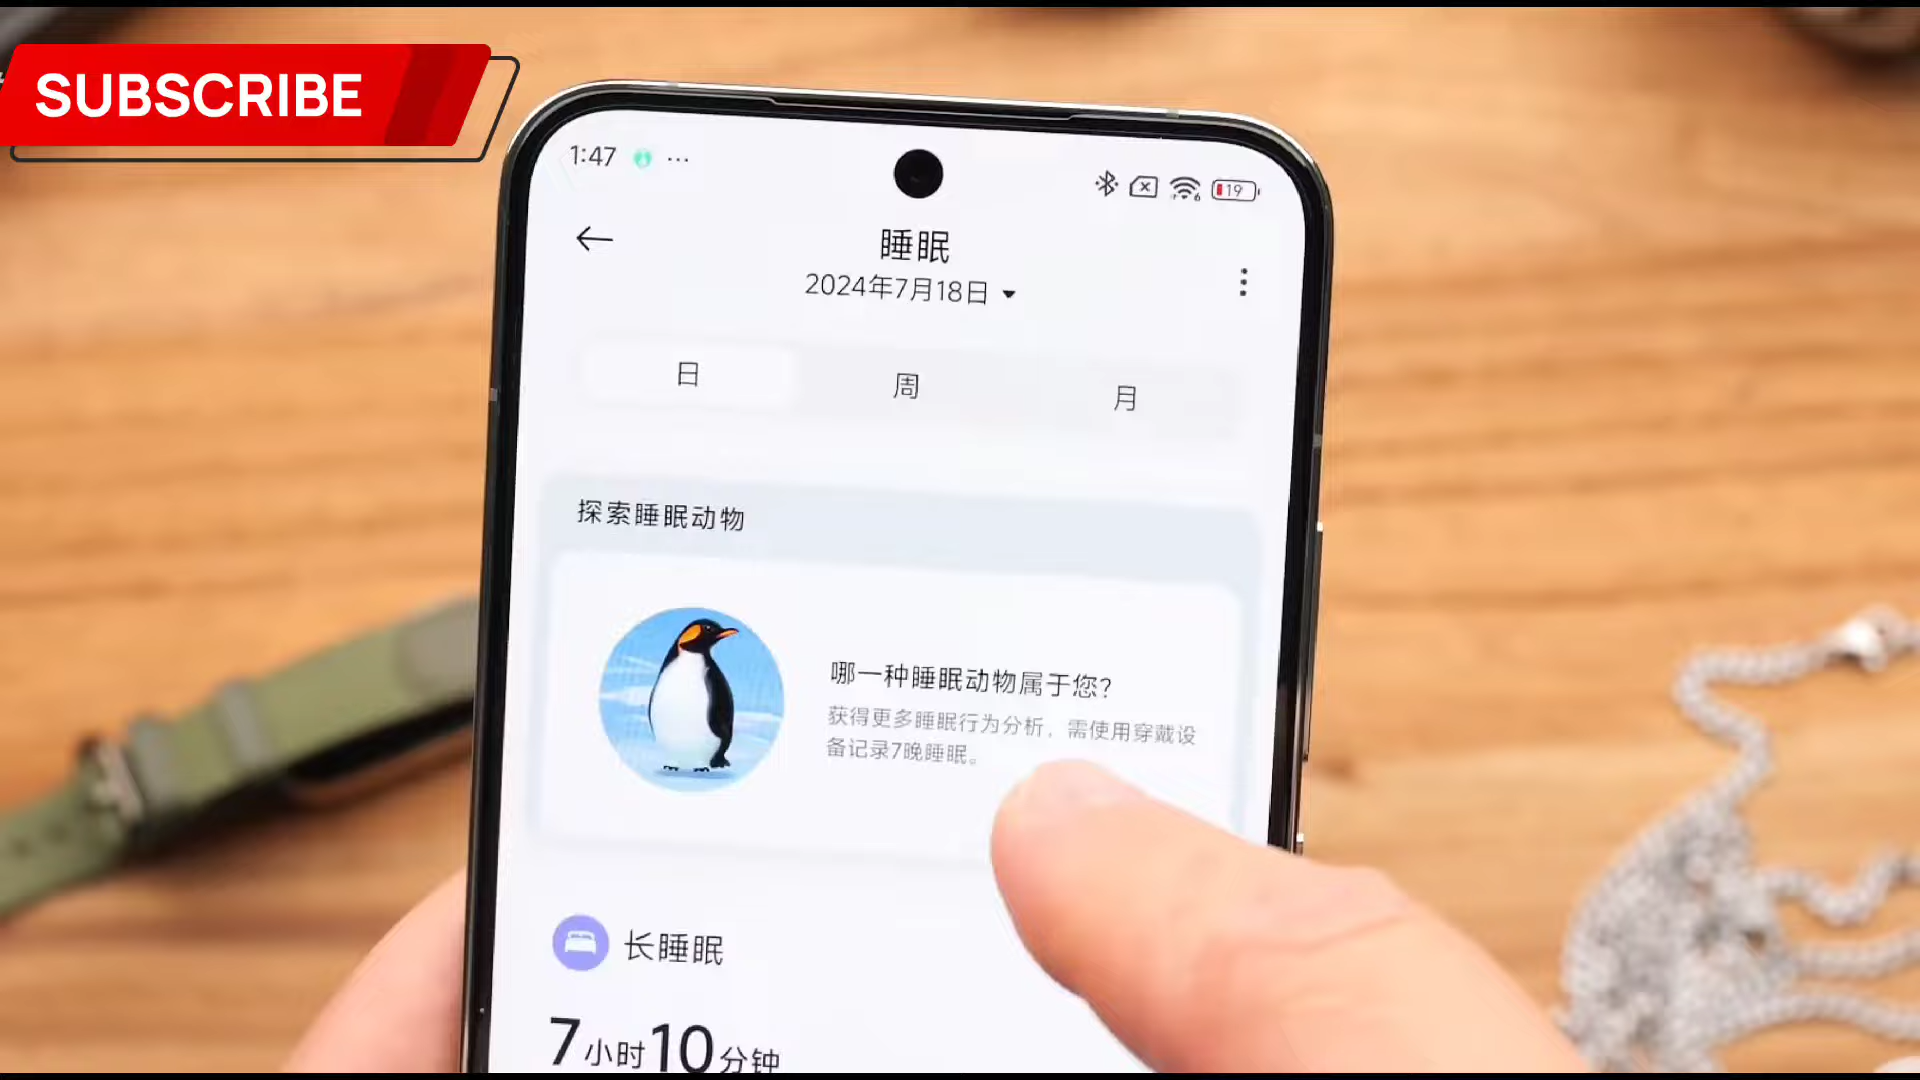 SUBSCRIBE
1:47
19
睡眠
2024年7月18日
日
周
月
探索睡眠动物
哪一种睡眠动物属于您?
获得更多睡眠行为分析，需使用穿戴设
备记录7晚睡眠。
长睡眠
7小时10分钟